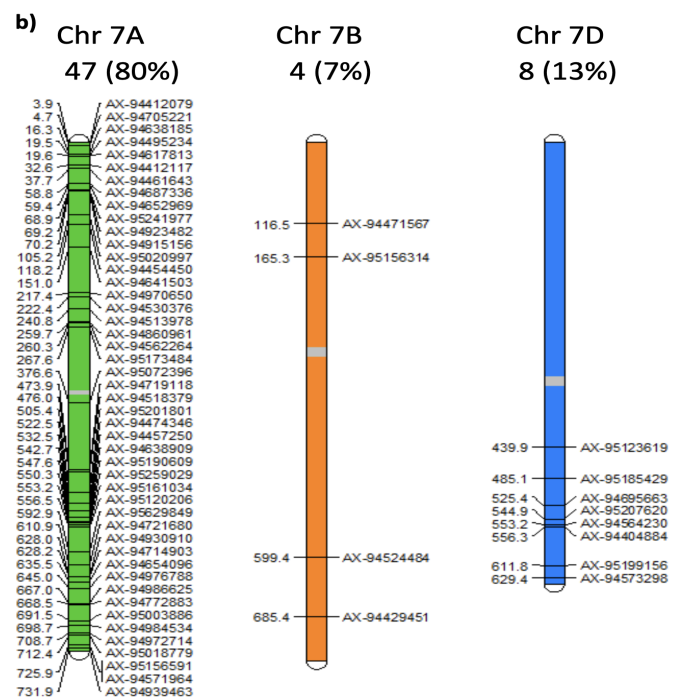 b)
Chr 7A
47 (80%)
3.9 AX-94412079
4.7 AX-94705221
16.3 AX-94638185
19.5 AX-94495234
19.6 AX-94617813
32.6 AX-94412117
37.7 AX-94461643
58.8 AX-94687336
59.4 AX-94652969
68.9 AX-95241977
69.2 AX-94923482
70.2 AX-94915156
105.2 AX-95020997
118.2 AX-94454450
151.0 AX-94641503
217.4 AX-94970650
222.4 AX-94530376
240.8 AX-94513978
259.7 AX-94860961
260.3 AX-94562264
267.6 AX-95173484
376.6 AX-95072396
473.9 AX-94719118
476.0 AX-94518379
505.4 AX-95201801
522.5 AX-94474346
532.5 AX-94457250
542.7 AX-94638909
547.6 AX-95190609
550.3 AX-95259029
553.2 AX-95161034
556.5 AX-95120206
592.9 AX-95629849
610.9 AX-94721680
628.0 AX-94930910
628.2 AX-94714903
635.5 AX-94654096
645.0 AX-94976788
667.0 AX-94986625
668.5 AX-94772883
691.5 AX-95003886
698.7 AX-94984534
708.7 AX-94972714
712.4 AX-95018779
725.9 AX-95156591
AX-94571964
731.9 AX-94939463
Chr 7B
4 (7%)
116.5 AX-94471567
165.3 AX-95156314
599.4 AX-94524484
685.4 AX-94429451
Chr 7D
8 (13%)
439.9 AX-95123619
485.1 AX-95185429
525.4 AX-94695663
544.9 AX-95207620
553.2 AX-94564230
556.3 AX-94404884
611.8 AX-95199156
629.4 AX-94573298